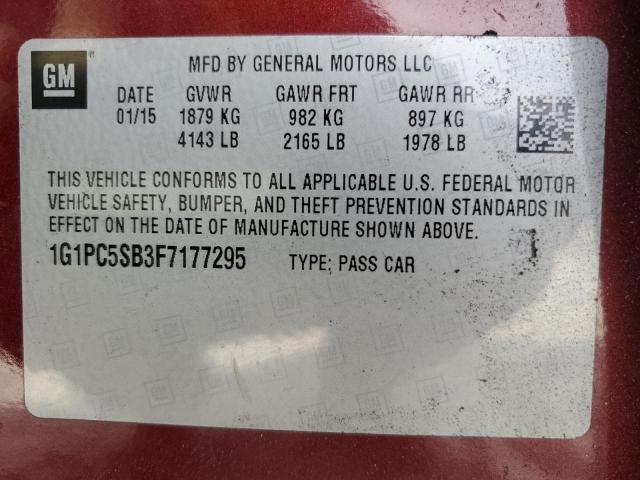 GM ®
MFD BY GENERAL MOTORS LLC
DATE GVWR GAWR FRT GAWR RR
01/15 1879 KG 982 KG 897 KG
4143 LB 2165 LB 1978 LB
THIS VEHICLE CONFORMS TO ALL APPLICABLE U.S. FEDERAL MOTOR
VEHICLE SAFETY, BUMPER, AND THEFT PREVENTION STANDARDS IN
EFFECT ON THE DATE OF MANUFACTURE SHOWN ABOVE.
1G1PC5SB3F7177295 TYPE; PASS CAR